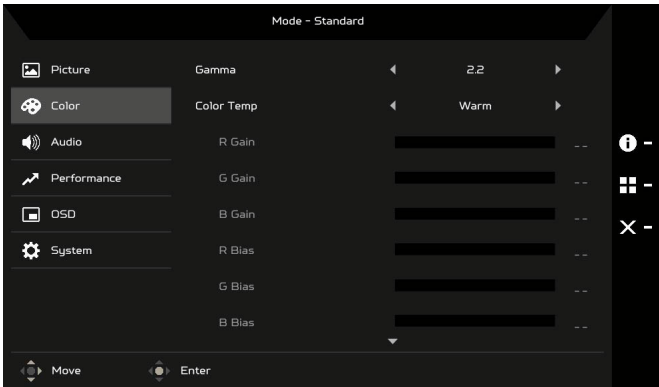 Mode - Standard
Picture
Gamma
2.2
Color
Color Temp
Warm
Audio
R Gain
--
Performance
G Gain
--
OSD
B Gain
--
System
R Bias
--
G Bias
--
B Bias
--
Move
Enter